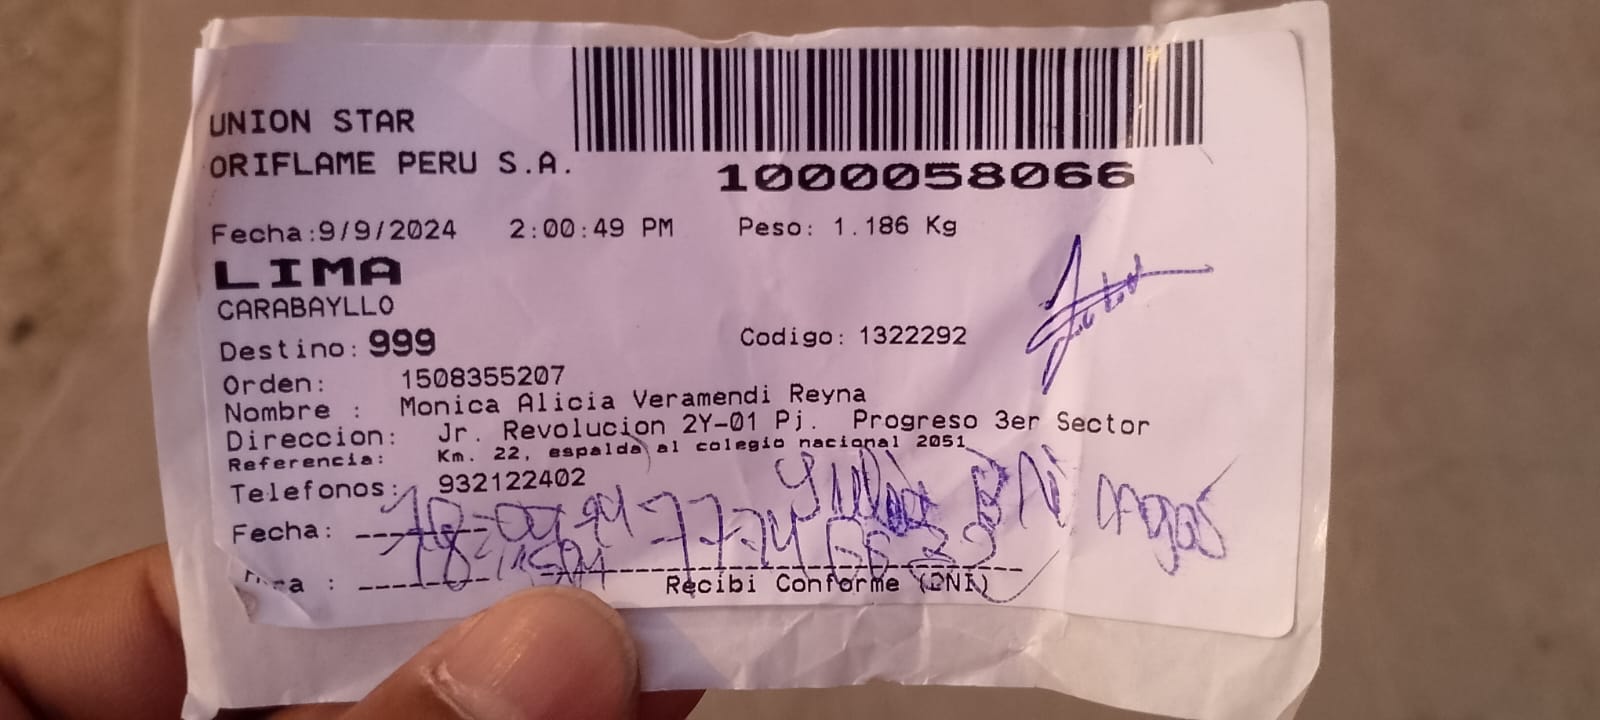 UNION STAR
ORIFLAME PERU S.A.
1000058066
Fecha:9/9/2024 2:00:49 PM Peso: 1.186 Kg
LIMA
CARABAYLLO
Destino: 999 Codigo: 1322292
Orden: 1508355207
Nombre : Monica Alicia Veramendi Reyna
Direccion: Jr. Revolucion 2Y-01 Pj. Progreso 3er Sector
Referencia: Km. 22, espalda al colegio nacional 2051
Telefonos: 932122402
Fecha:
Recibi Conforme (DNI)